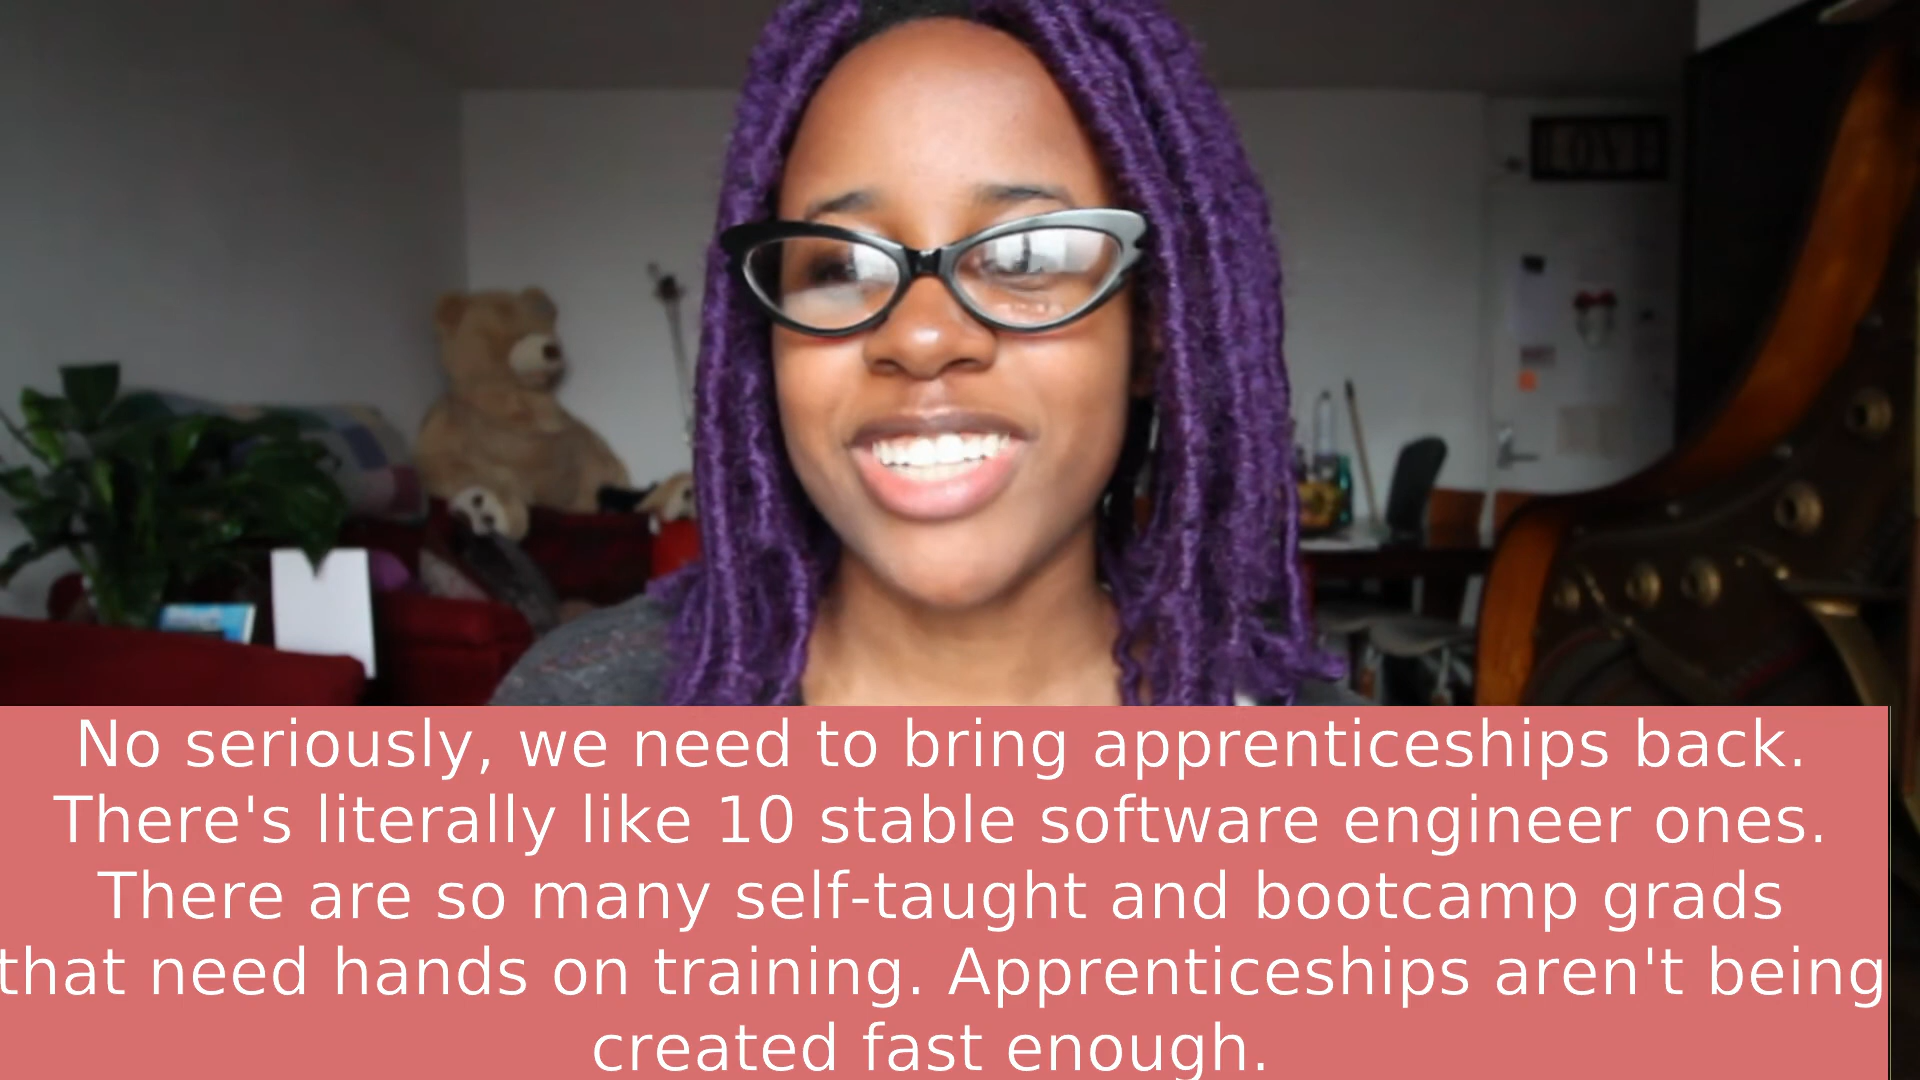 LOVE
No seriously, we need to bring apprenticeships back.
There's literally like 10 stable software engineer ones.
There are so many self-taught and bootcamp grads
that need hands on training. Apprenticeships aren't being
created fast enough.